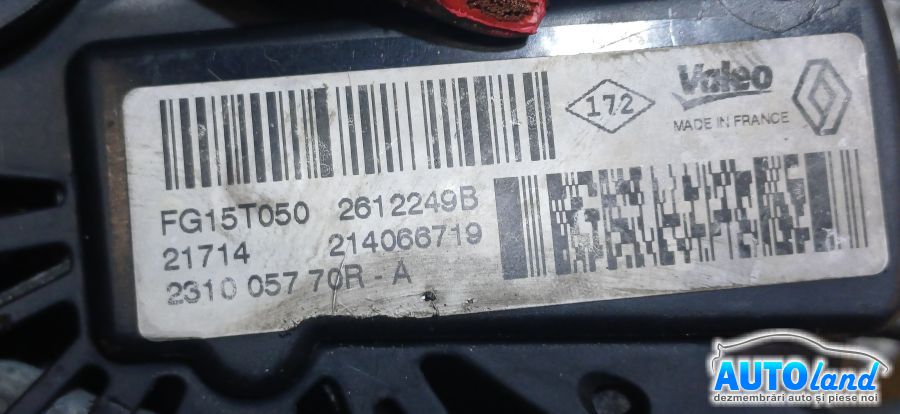 172
Valeo
MADE IN FRANCE
FG15T050 2612249B
21714 214066719
2310 057 70R - A
AUTOland
dezmembrări auto și piese noi